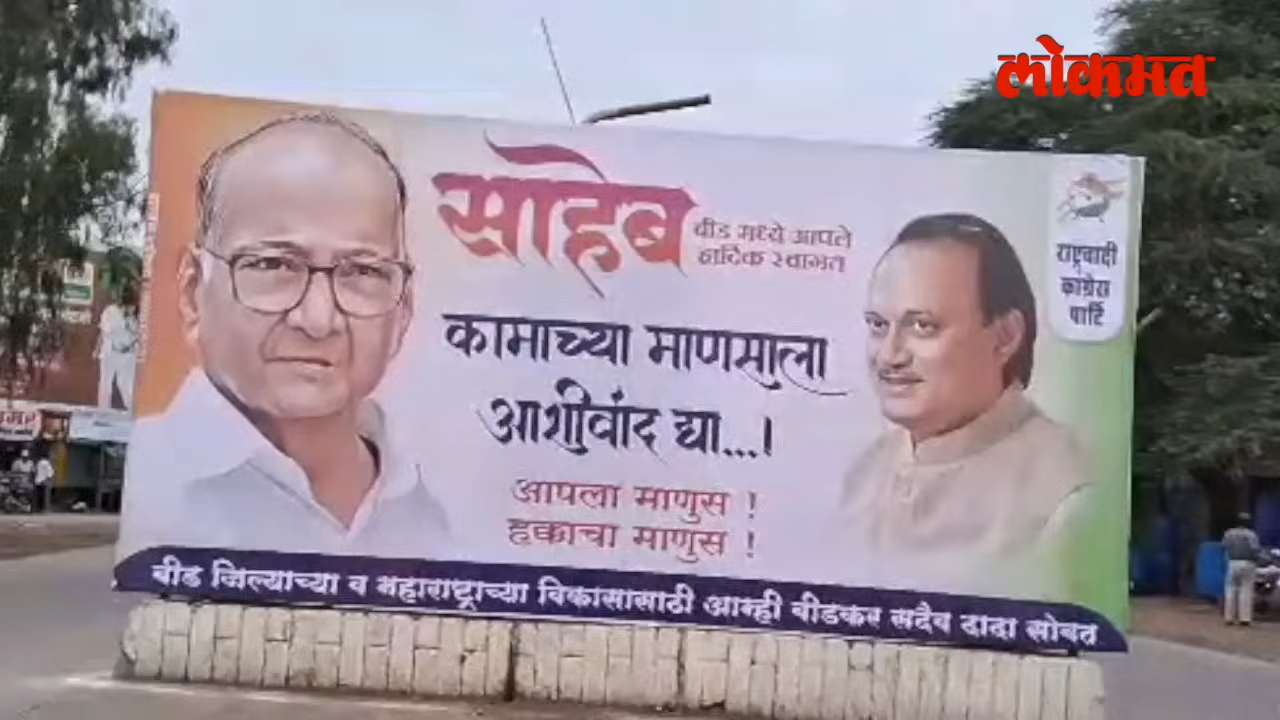 लोकमत
साहेब
बीड मध्ये आपले
हार्दिक स्वागत
कामाच्या माणसाला
आशीर्वाद द्या...!
आपला माणुस !
हक्काचा माणुस !
राष्ट्रवादी
काँग्रेस
पार्टी
बीड जिल्याच्या व महाराष्ट्राच्या विकासासाठी आम्ही बीडकर सदैव दादा सोबत